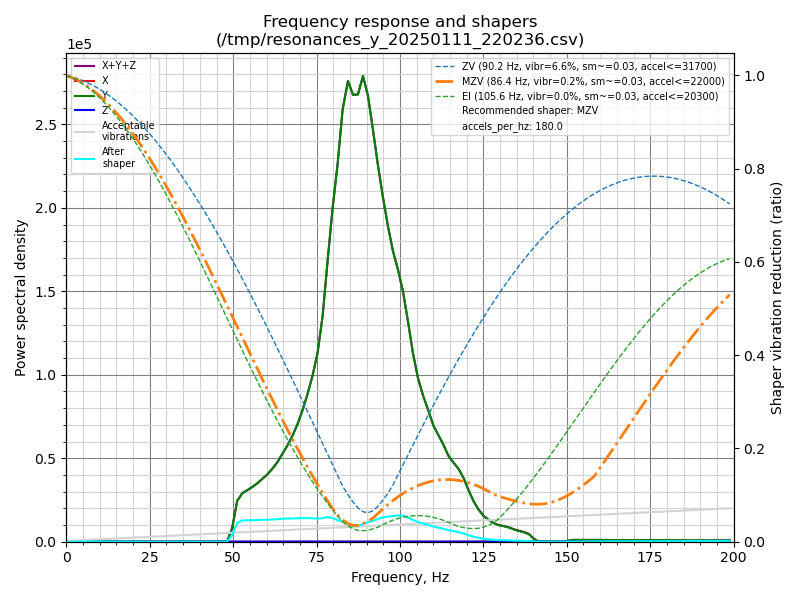 Frequency response and shapers
(/tmp/resonances_y_20250111_220236.csv)
1e5
X+Y+Z
X
Y
Z
Acceptable
vibrations
After
shaper
ZV (90.2 Hz, vibr=6.6%, sm~=0.03, accel<=31700)
MZV (86.4 Hz, vibr=0.2%, sm~=0.03, accel<=22000)
EI (105.6 Hz, vibr=0.0%, sm~=0.03, accel<=20300)
Recommended shaper: MZV
accels_per_hz: 180.0
Power spectral density
2.5
2.0
1.5
1.0
0.5
0.0
1.0
0.8
0.6
0.4
0.2
0.0
Shaper vibration reduction (ratio)
0 25 50 75 100 125 150 175 200
Frequency, Hz